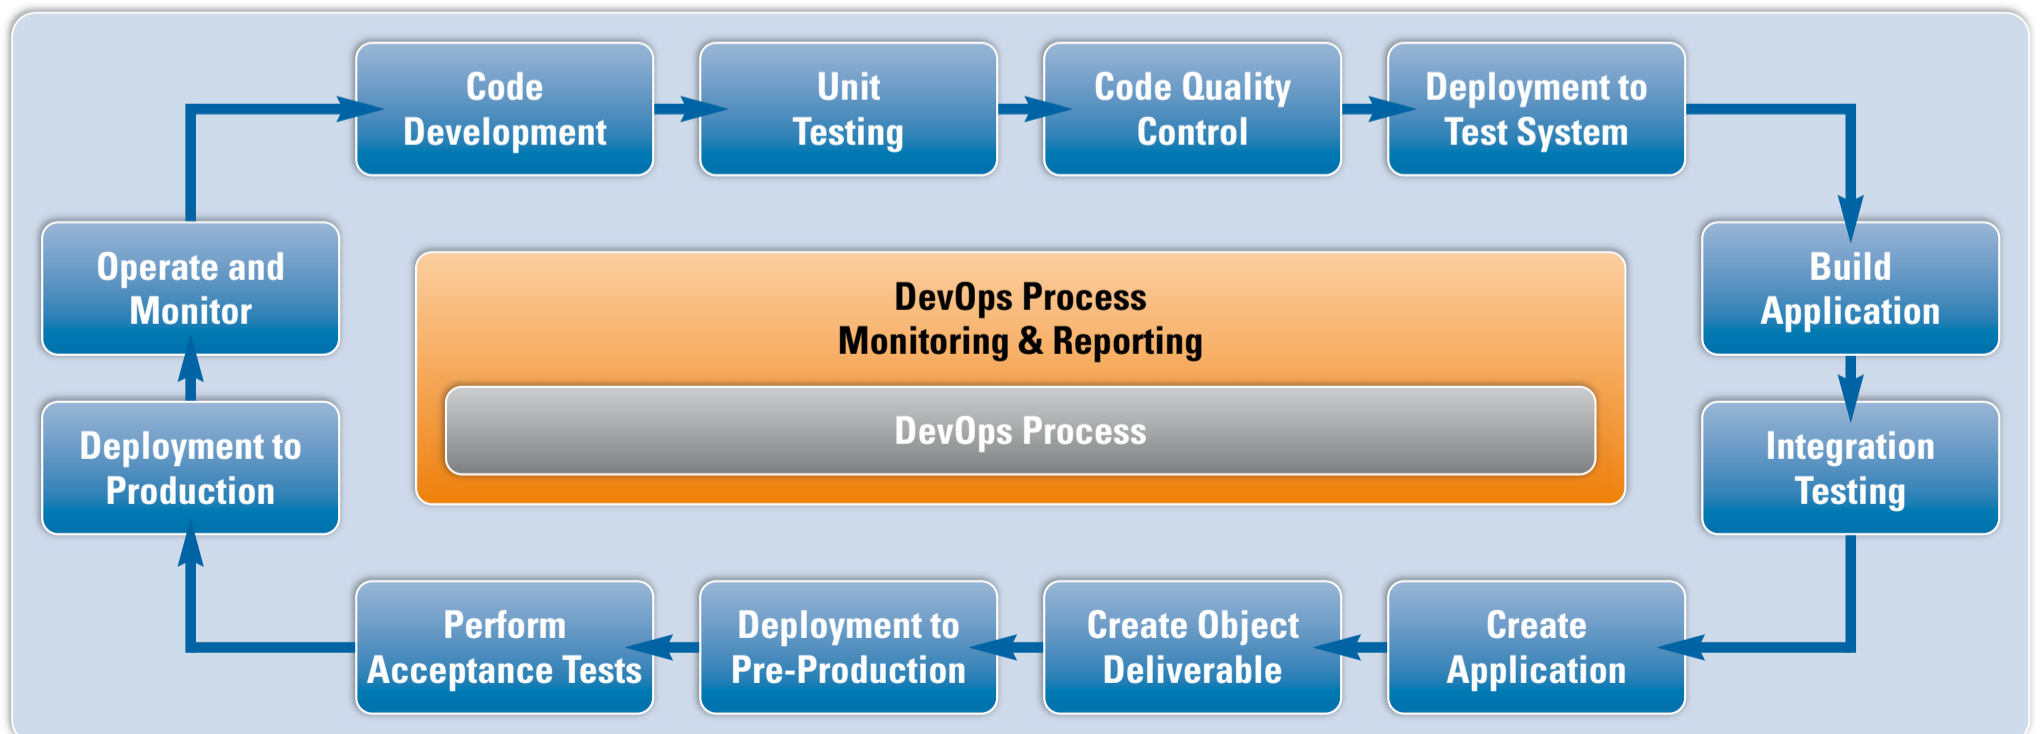 Code
Development
Unit
Testing
Code Quality
Control
Deployment to
Test System
Operate and
Monitor
DevOps Process
Monitoring & Reporting
Build
Application
DevOps Process
Deployment to
Production
Integration
Testing
Perform
Acceptance Tests
Deployment to
Pre-Production
Create Object
Deliverable
Create
Application